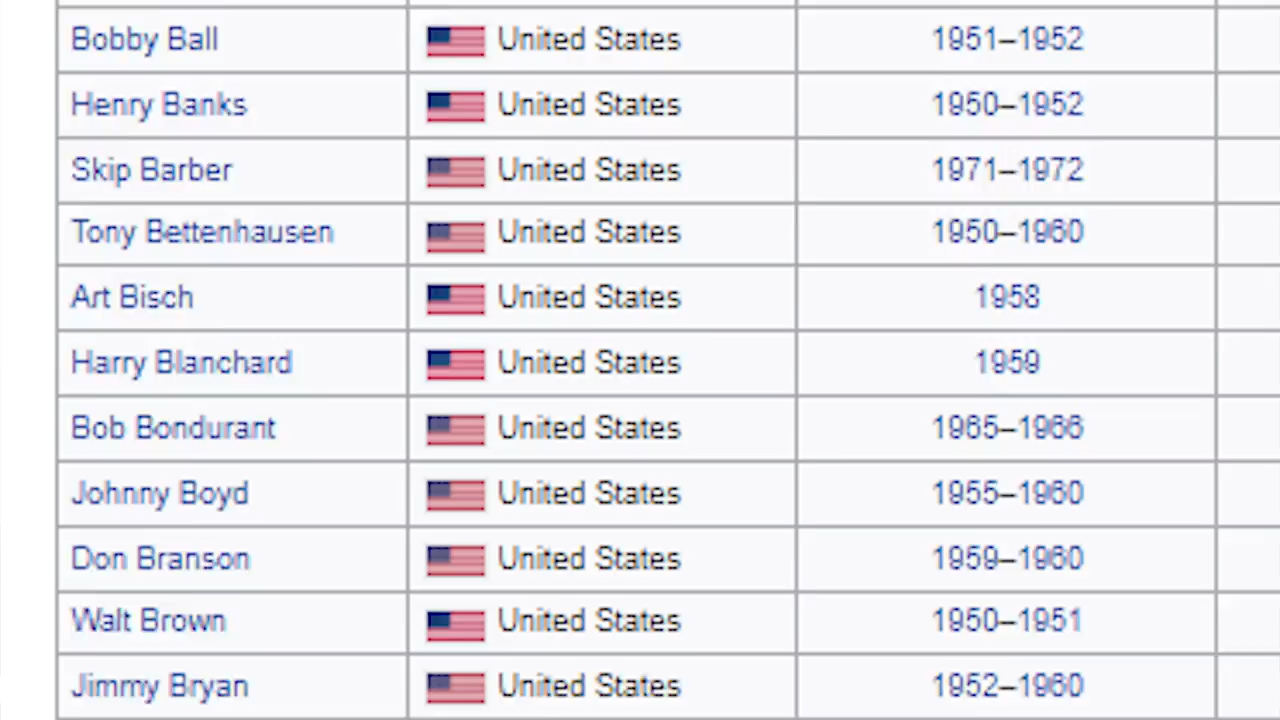 Bobby Ball United States 1951–1952
Henry Banks United States 1950–1952
Skip Barber United States 1971–1972
Tony Bettenhausen United States 1950–1960
Art Bisch United States 1958
Harry Blanchard United States 1959
Bob Bondurant United States 1965–1966
Johnny Boyd United States 1955–1960
Don Branson United States 1959–1960
Walt Brown United States 1950–1951
Jimmy Bryan United States 1952–1960